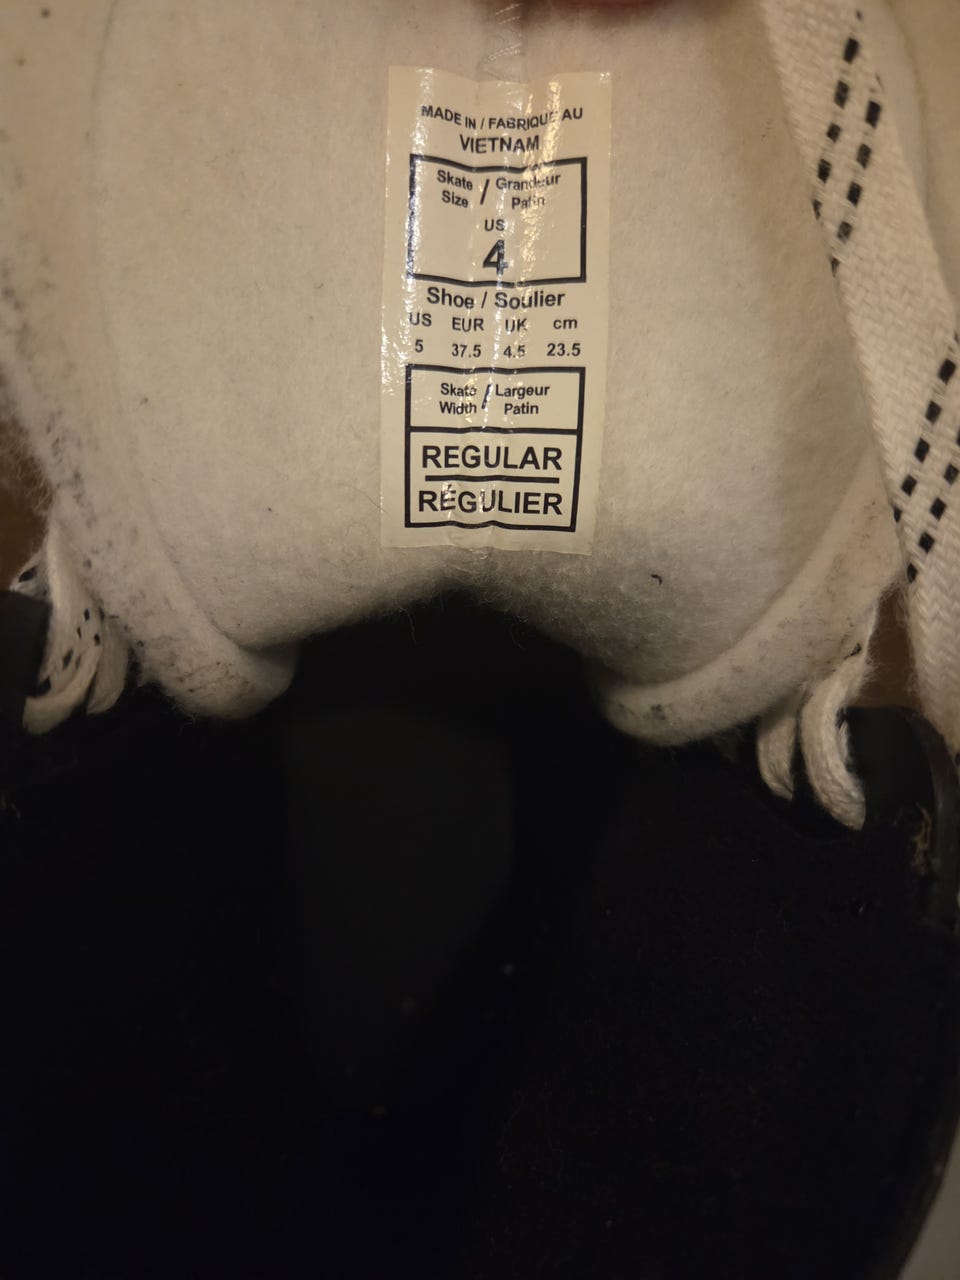 MADE IN / FABRIQUE AU
VIETNAM
Skate Size / Grandeur Patin
US
4
Shoe / Soulier
US EUR UK cm
5 37.5 4.5 23.5
Skate Width / Largeur Patin
REGULAR
RÉGULIER